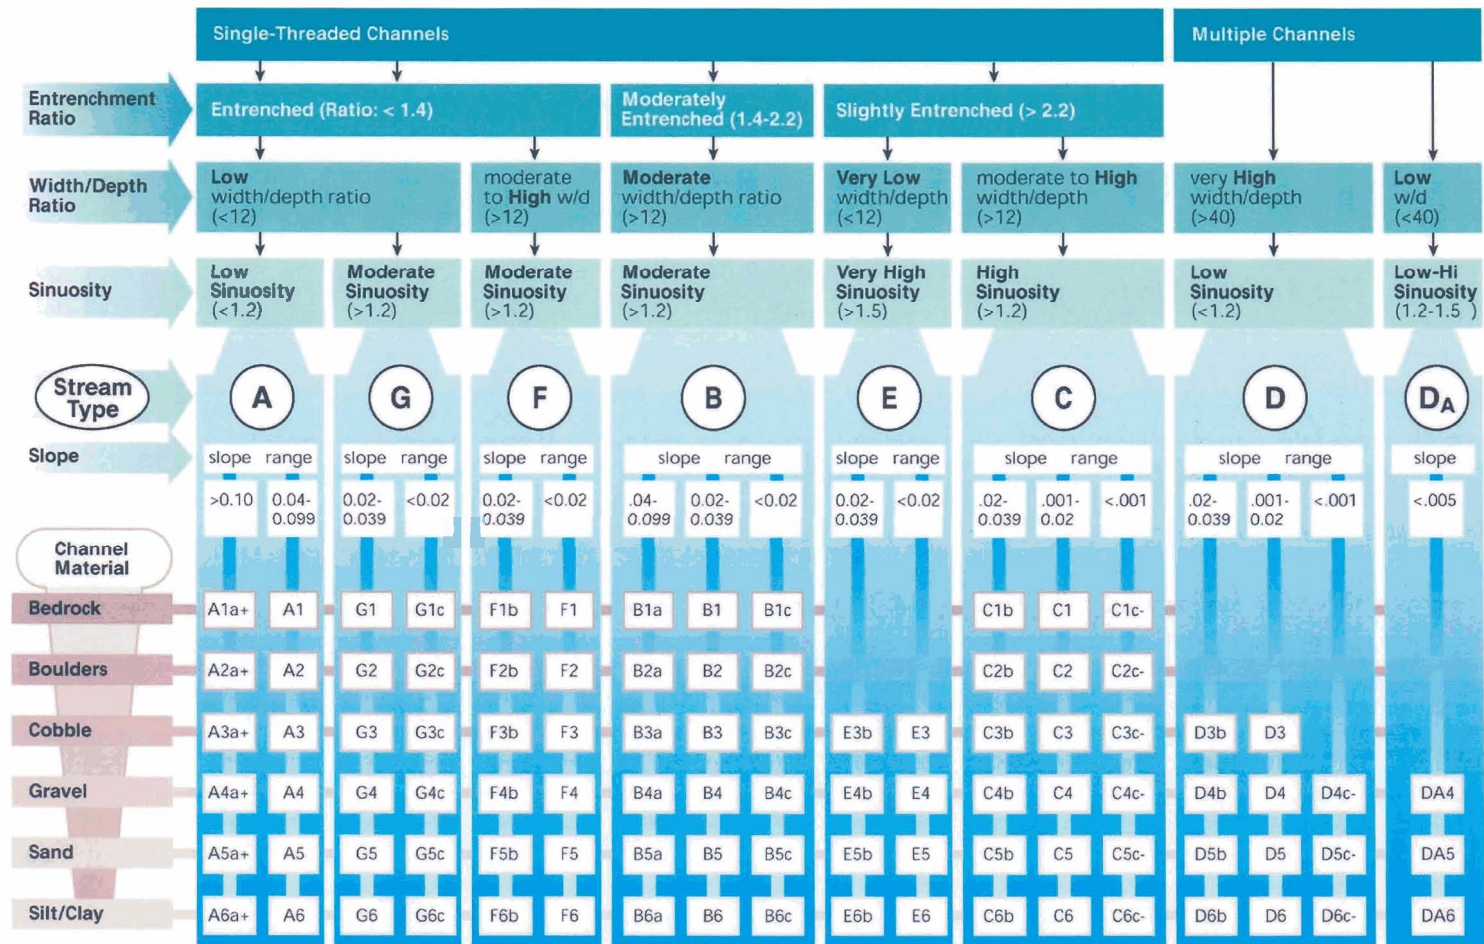 Single-Threaded Channels
Multiple Channels
Entrenchment
Ratio
Entrenched (Ratio: < 1.4)
Moderately
Entrenched (1.4-2.2)
Slightly Entrenched (> 2.2)
Width/Depth
Ratio
Low
width/depth ratio
(<12)
moderate
to High w/d
(>12)
Moderate
width/depth ratio
(>12)
Very Low
width/depth
(<12)
moderate to High
width/depth
(>12)
very High
width/depth
(>40)
Low
w/d
(<40)
Sinuosity
Low
Sinuosity
(<1.2)
Moderate
Sinuosity
(>1.2)
Moderate
Sinuosity
(>1.2)
Moderate
Sinuosity
(>1.2)
Very High
Sinuosity
(>1.5)
High
Sinuosity
(>1.2)
Low
Sinuosity
(<1.2)
Low-Hi
Sinuosity
(1.2-1.5 )
Stream
Type
A G F B E C D DA
Slope
slope range slope range slope range slope range slope range slope range slope range slope
>0.10
0.04-
0.099
0.02-
0.039
<0.02
0.02-
0.039
<0.02
.04-
0.099
0.02-
0.039
<0.02
0.02-
0.039
<0.02
.02-
0.039
.001-
0.02
<.001
.02-
0.039
.001-
0.02
<.001
<.005
Channel
Material
Bedrock A1a+ A1 G1 G1c F1b F1 B1a B1 B1c C1b C1 C1c-
Boulders A2a+ A2 G2 G2c F2b F2 B2a B2 B2c C2b C2 C2c-
Cobble A3a+ A3 G3 G3c F3b F3 B3a B3 B3c E3b E3 C3b C3 C3c- D3b D3
Gravel A4a+ A4 G4 G4c F4b F4 B4a B4 B4c E4b E4 C4b C4 C4c- D4b D4 D4c- DA4
Sand A5a+ A5 G5 G5c F5b F5 B5a B5 B5c E5b E5 C5b C5 C5c- D5b D5 D5c- DA5
Silt/Clay A6a+ A6 G6 G6c F6b F6 B6a B6 B6c E6b E6 C6b C6 C6c- D6b D6 D6c- DA6